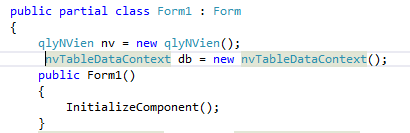 public partial class Form1 : Form
{
qlyNVien nv = new qlyNVien();
nvTableDataContext db = new nvTableDataContext();
public Form1()
{
InitializeComponent();
}